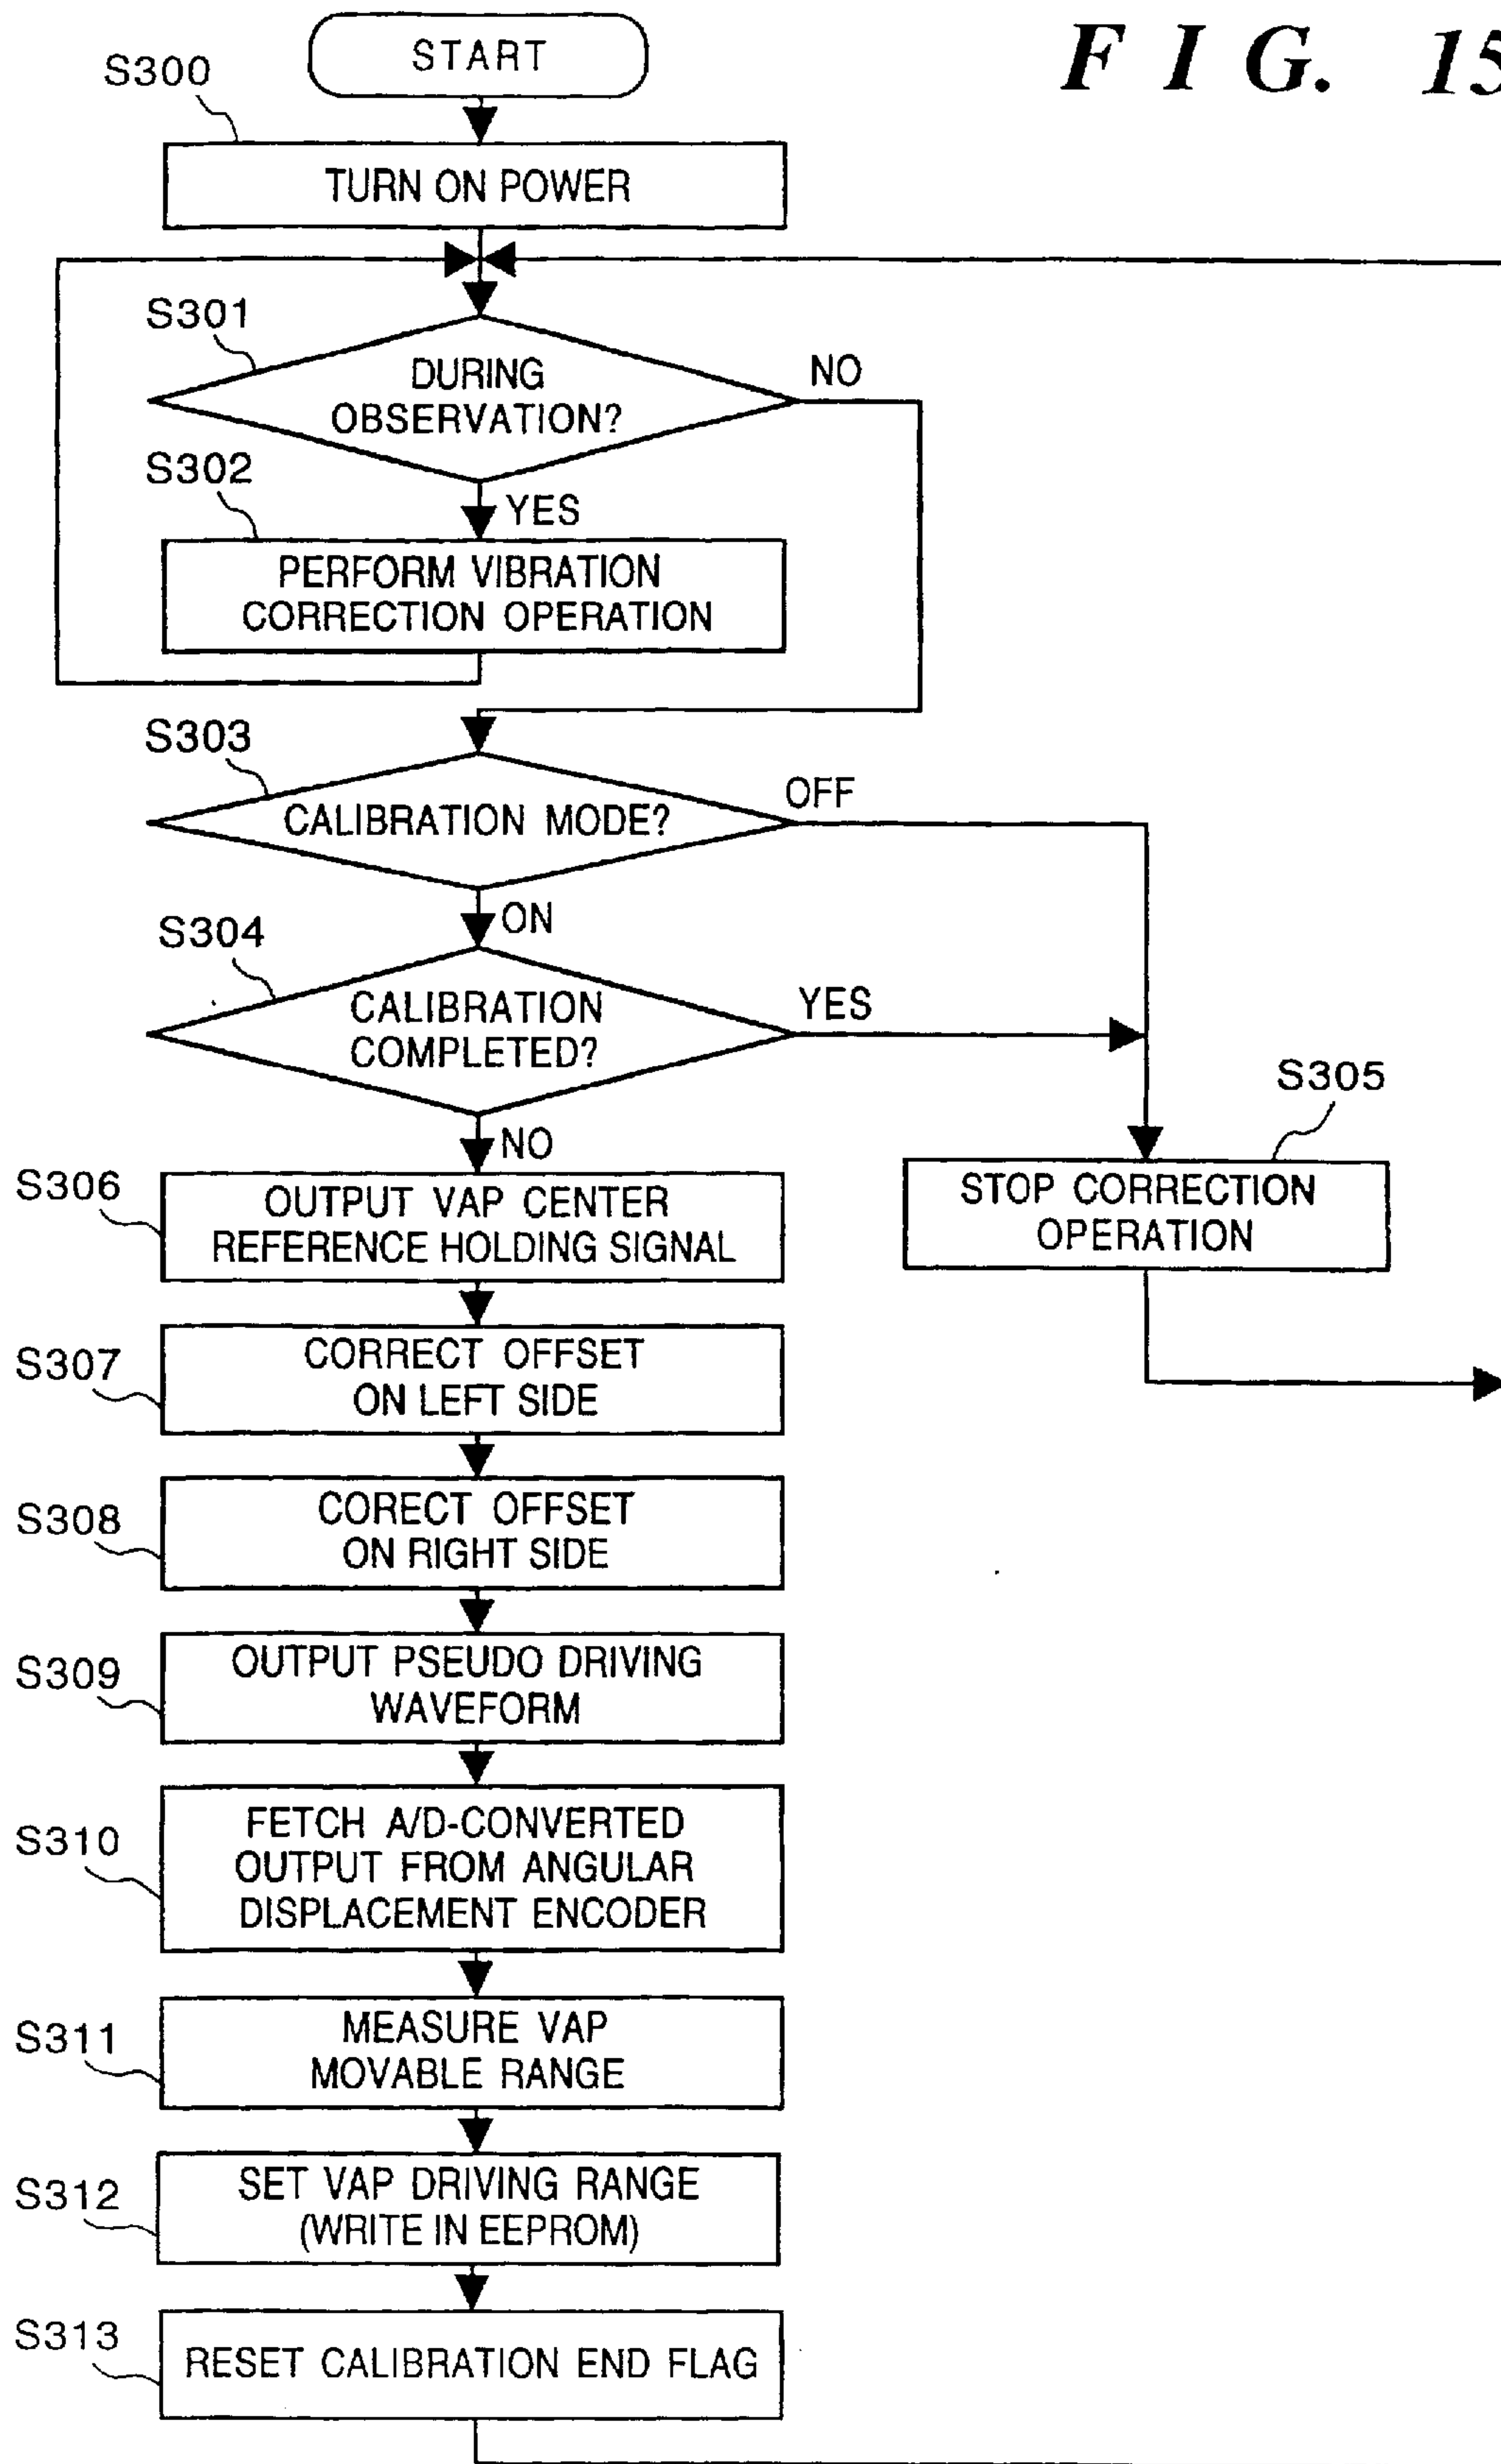 F I G. 15
START
S300
TURN ON POWER
S301
DURING
OBSERVATION?
NO
S302
YES
PERFORM VIBRATION
CORRECTION OPERATION
S303
CALIBRATION MODE?
OFF
ON
S304
CALIBRATION
COMPLETED?
YES
S305
STOP CORRECTION
OPERATION
NO
S306
OUTPUT VAP CENTER
REFERENCE HOLDING SIGNAL
S307
CORRECT OFFSET
ON LEFT SIDE
S308
CORECT OFFSET
ON RIGHT SIDE
S309
OUTPUT PSEUDO DRIVING
WAVEFORM
S310
FETCH A/D-CONVERTED
OUTPUT FROM ANGULAR
DISPLACEMENT ENCODER
S311
MEASURE VAP
MOVABLE RANGE
S312
SET VAP DRIVING RANGE
(WRITE IN EEPROM)
S313
RESET CALIBRATION END FLAG